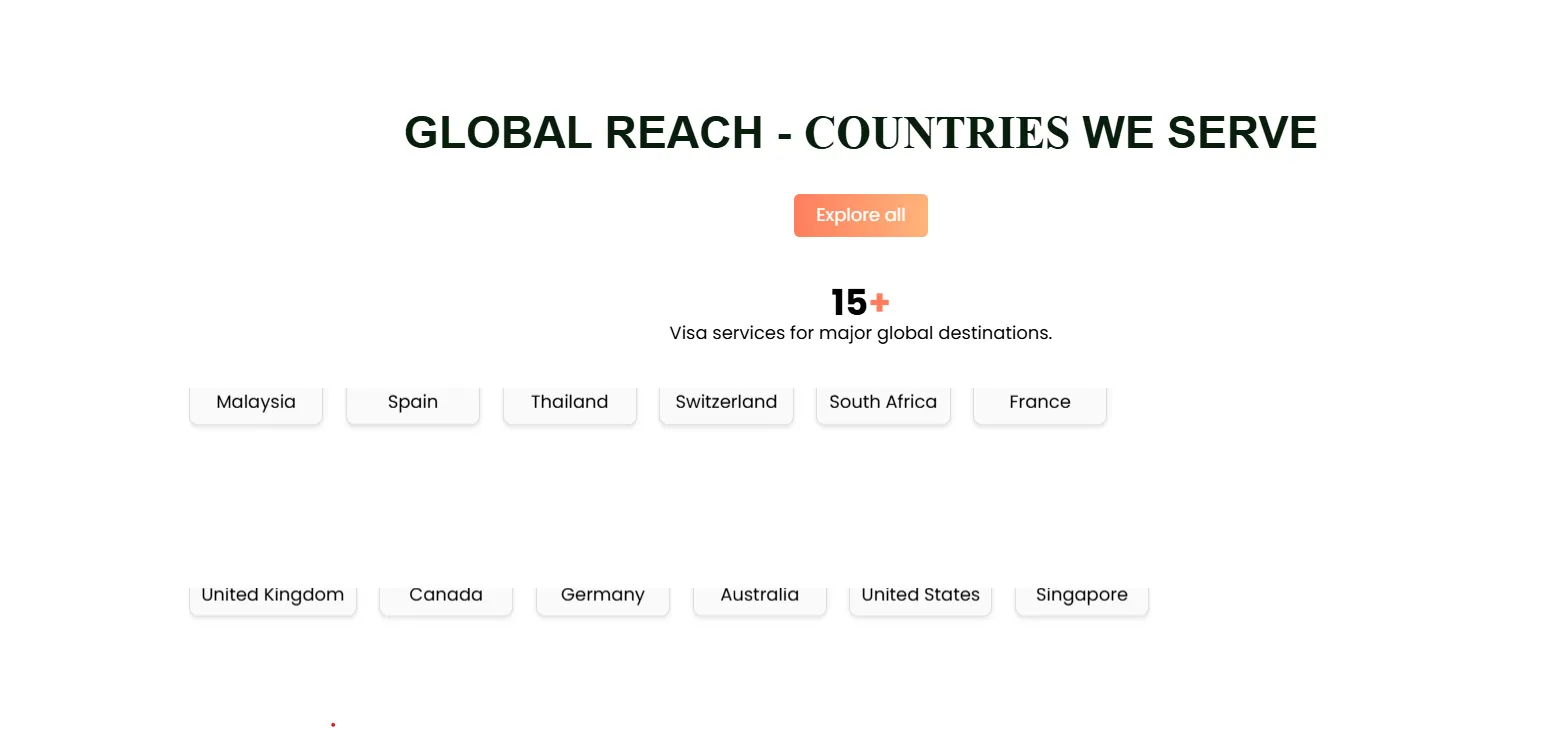 GLOBAL REACH - COUNTRIES WE SERVE
Explore all
15+
Visa services for major global destinations.
Malaysia Spain Thailand Switzerland South Africa France
United Kingdom Canada Germany Australia United States Singapore